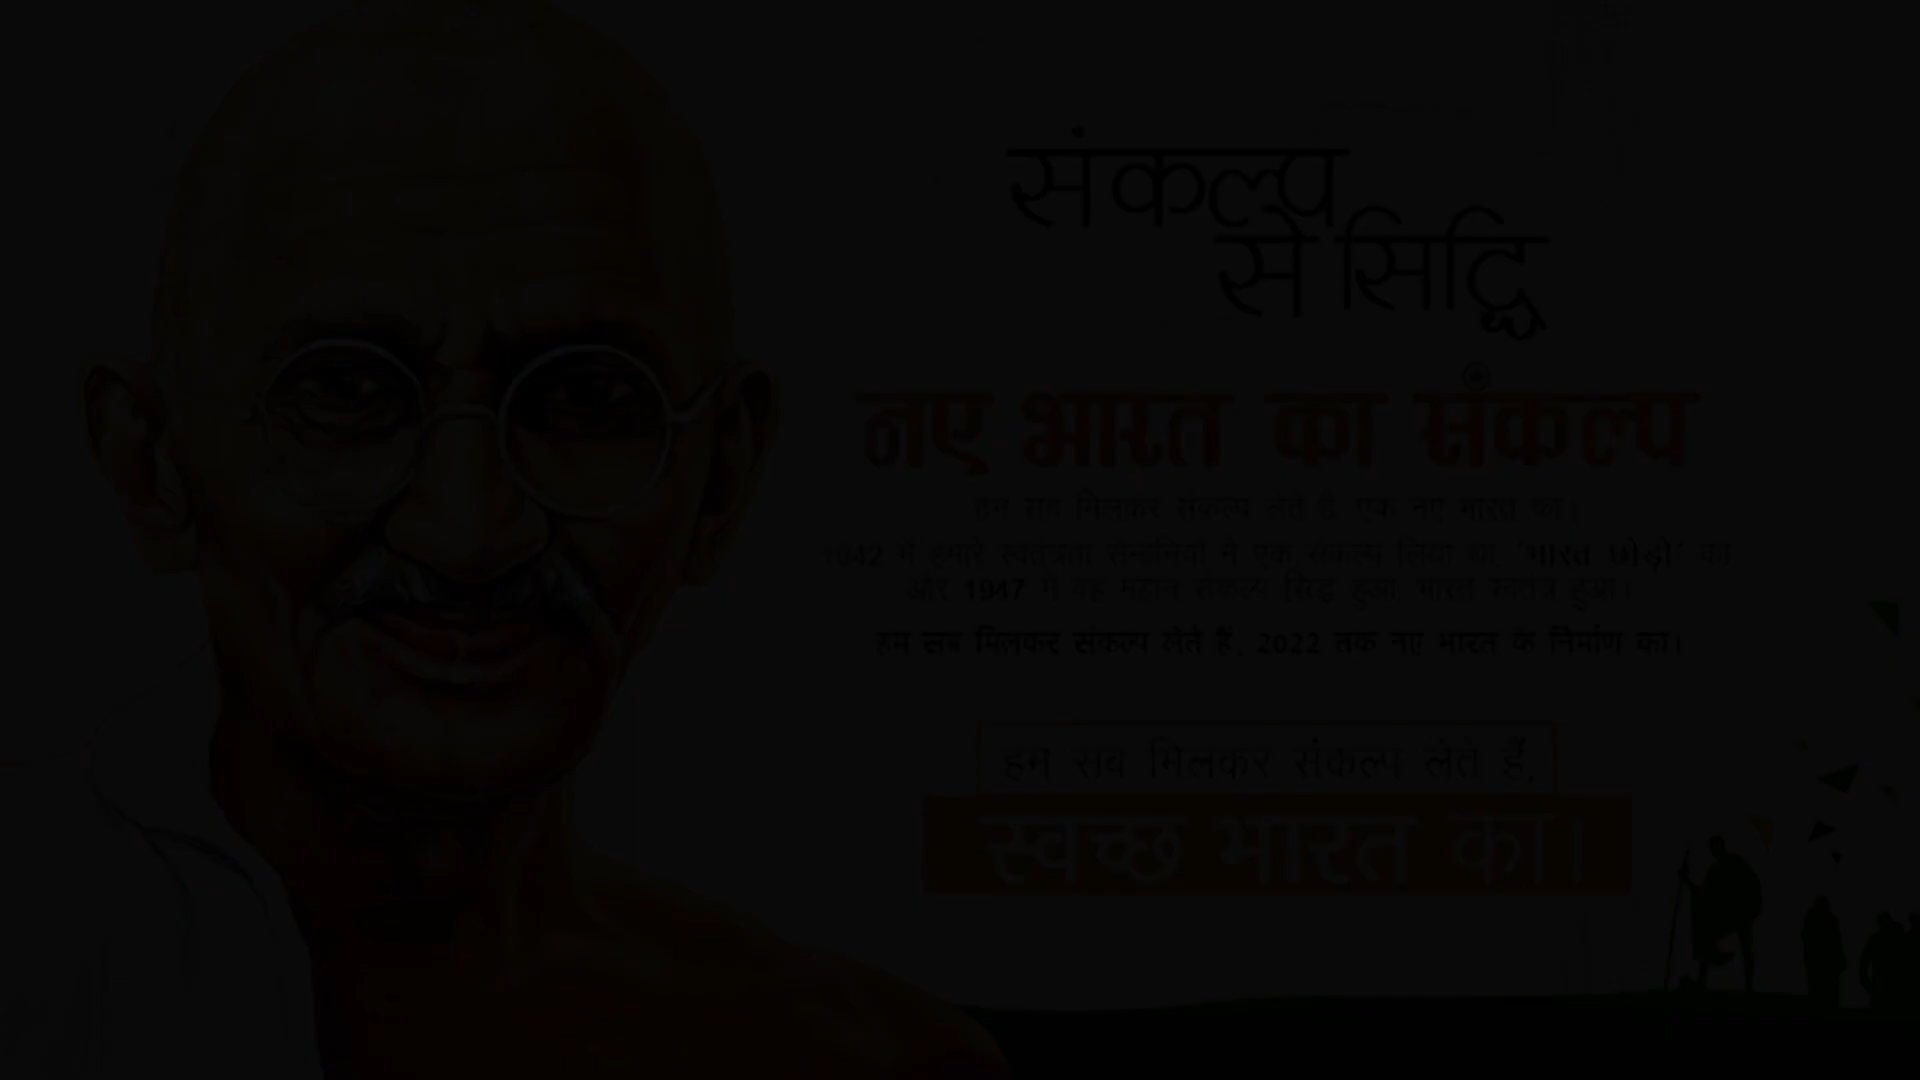 संकल्प
से सिद्धि
नए भारत का संकल्प
हम सब मिलकर संकल्प लेते हैं एक नए भारत का।
1942 में हमारे स्वतंत्रता सेनानियों ने एक संकल्प लिया था, 'भारत छोड़ो' का
और 1947 में वह महान संकल्प सिद्ध हुआ, भारत स्वतंत्र हुआ।
हम सब मिलकर संकल्प लेते हैं, 2022 तक नए भारत के निर्माण का।
हम सब मिलकर संकल्प लेते हैं,
स्वच्छ भारत का।